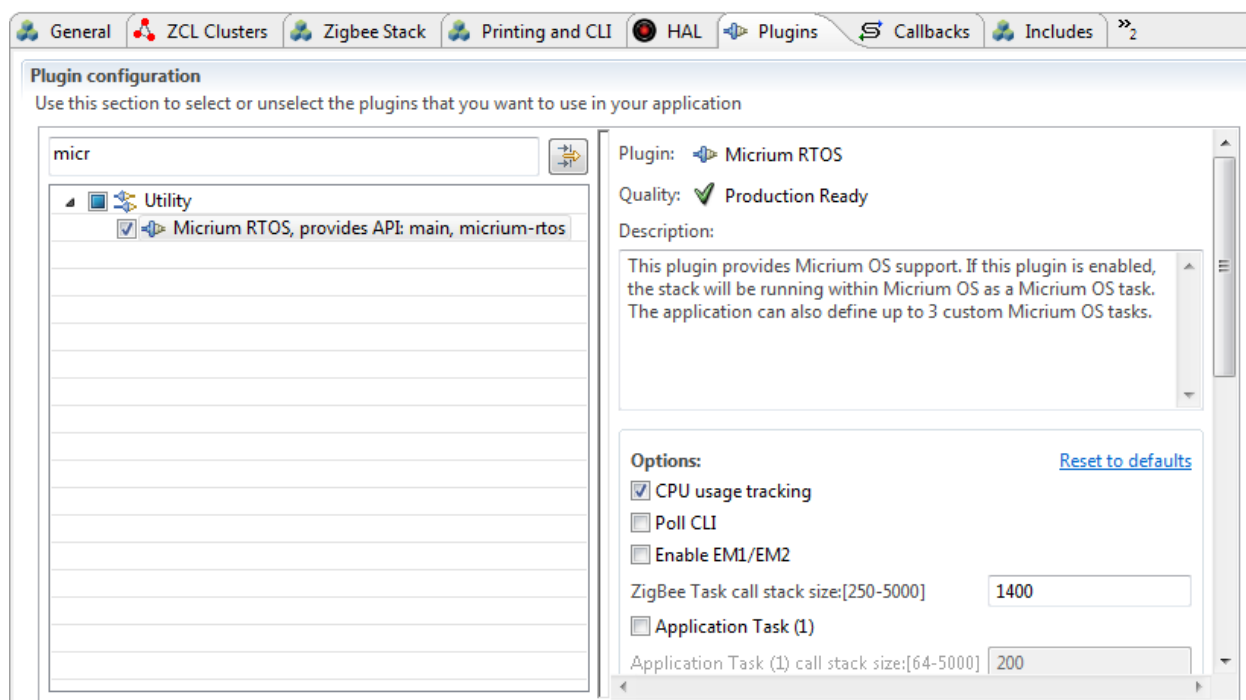 General ZCL Clusters Zigbee Stack Printing and CLI HAL Plugins Callbacks Includes »2
Plugin configuration
Use this section to select or unselect the plugins that you want to use in your application
micr
Utility
Micrium RTOS, provides API: main, micrium-rtos
Plugin: Micrium RTOS
Quality: Production Ready
Description:
This plugin provides Micrium OS support. If this plugin is enabled,
the stack will be running within Micrium OS as a Micrium OS task.
The application can also define up to 3 custom Micrium OS tasks.
Options: Reset to defaults
CPU usage tracking
Poll CLI
Enable EM1/EM2
ZigBee Task call stack size:[250-5000] 1400
Application Task (1)
Application Task (1) call stack size:[64-5000] 200